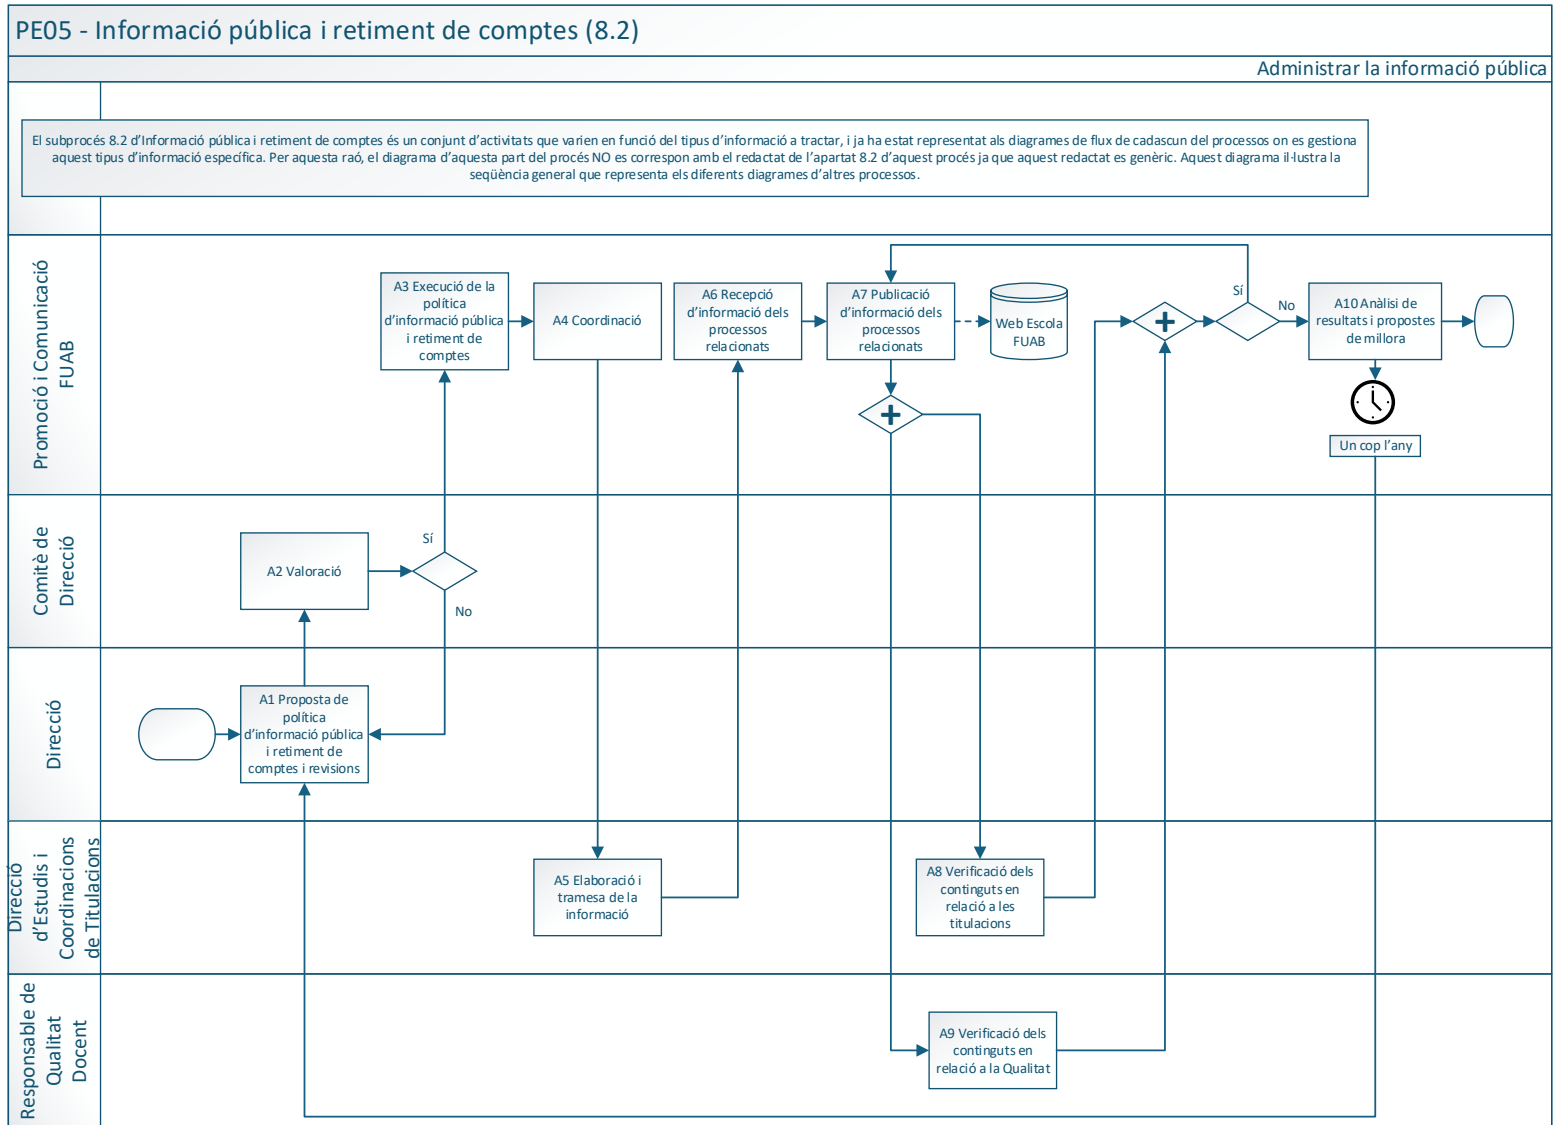 PE05 - Informació pública i retiment de comptes (8.2)
Administrar la informació pública
El subprocés 8.2 d'Informació pública i retiment de comptes és un conjunt d'activitats que varien en funció del tipus d'informació a tractar, i ja ha estat representat als diagrames de flux de cadascun del processos on es gestiona
aquest tipus d'informació específica. Per aquesta raó, el diagrama d'aquesta part del procés NO es correspon amb el redactat de l'apartat 8.2 d'aquest procés ja que aquest redactat es genèric. Aquest diagrama il·lustra la
seqüència general que representa els diferents diagrames d'altres processos.
Promoció i Comunicació
FUAB
A3 Execució de la
política
d'informació pública
i retiment de
comptes
A4 Coordinació
A6 Recepció
d'informació dels
processos
relacionats
A7 Publicació
d'informació dels
processos
relacionats
Web Escola
FUAB
Sí
No
A10 Anàlisi de
resultats i propostes
de millora
Un cop l'any
Comitè de
Direcció
A2 Valoració
Sí
No
Direcció
A1 Proposta de
política
d'informació pública
i retiment de
comptes i revisions
Direcció
d'Estudis i
Coordinacions
de Titulacions
A5 Elaboració i
tramesa de la
informació
A8 Verificació dels
continguts en
relació a les
titulacions
Responsable de
Qualitat
Docent
A9 Verificació dels
continguts en
relació a la Qualitat